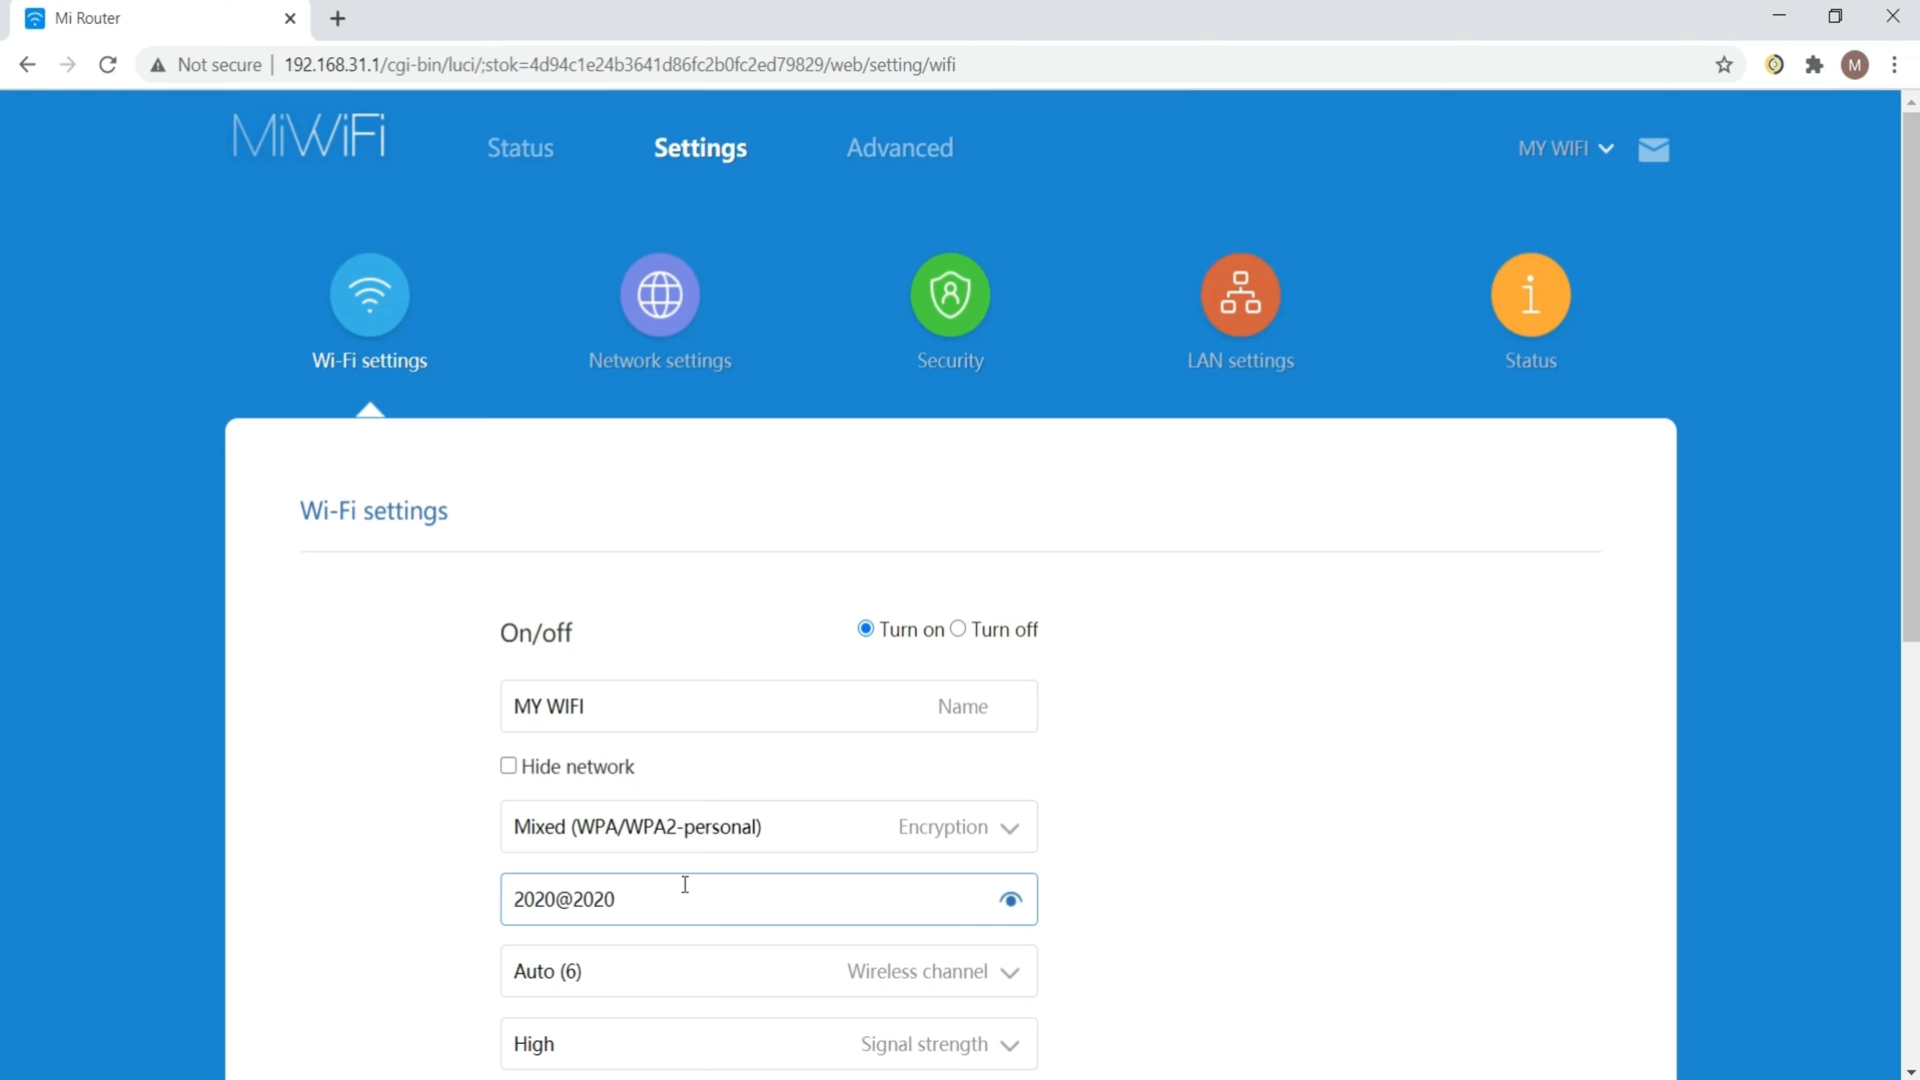 Mi Router
Not secure | 192.168.31.1/cgi-bin/luci/;stok=4d94c1e24b3641d86fc2b0fc2ed79829/web/setting/wifi
M
MiWiFi
Status
Settings
Advanced
MY WIFI
Wi-Fi settings
Network settings
Security
LAN settings
Status
Wi-Fi settings
On/off
Turn on
Turn off
MY WIFI Name
Hide network
Mixed (WPA/WPA2-personal) Encryption
2020@2020
Auto (6) Wireless channel
High Signal strength